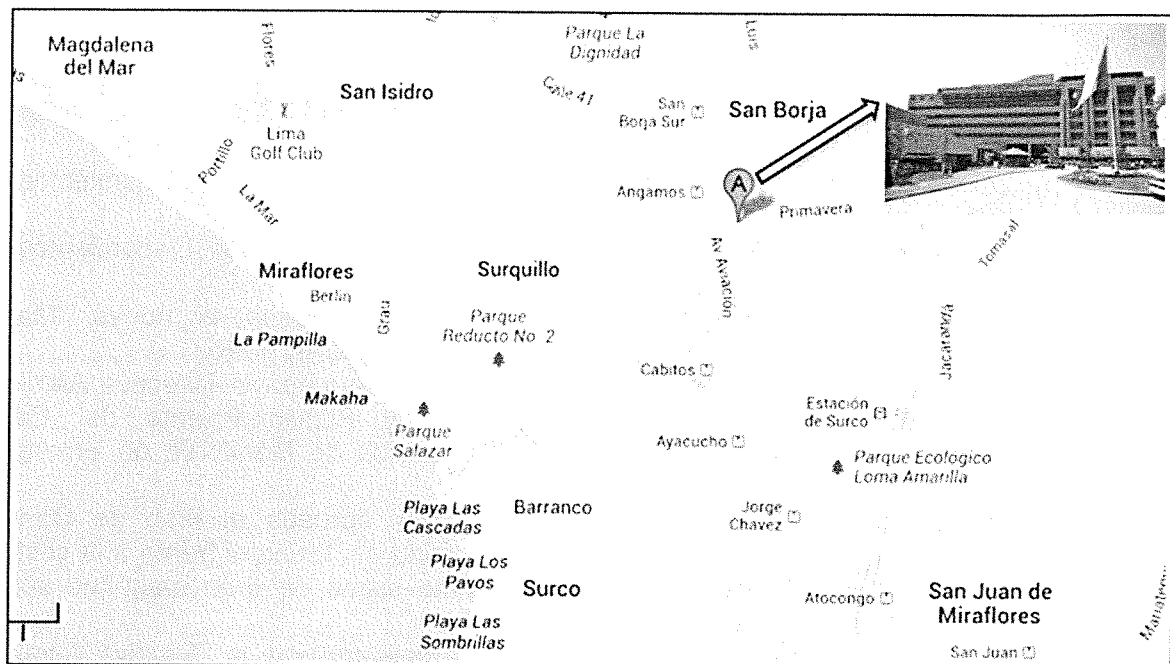 Magdalena
del Mar
Flores
San Isidro
Lima
Golf Club
Portillo
La Mar
Parque La
Dignidad
Calle 41
Luis
San
Borja Sur
San Borja
Angamos
A
Primavera
Av Aviación
Tomasal
Miraflores
Berlin
Grau
Surquillo
Parque
Reducto No 2
La Pampilla
Makaha
Parque
Salazar
Cabitos
Jacaranda
Estación
de Surco
Ayacucho
Parque Ecologico
Loma Amarilla
Playa Las
Cascadas
Barranco
Jorge
Chavez
Playa Los
Pavos
Surco
Atocongo
San Juan de
Miraflores
Playa Las
Sombrillas
San Juan